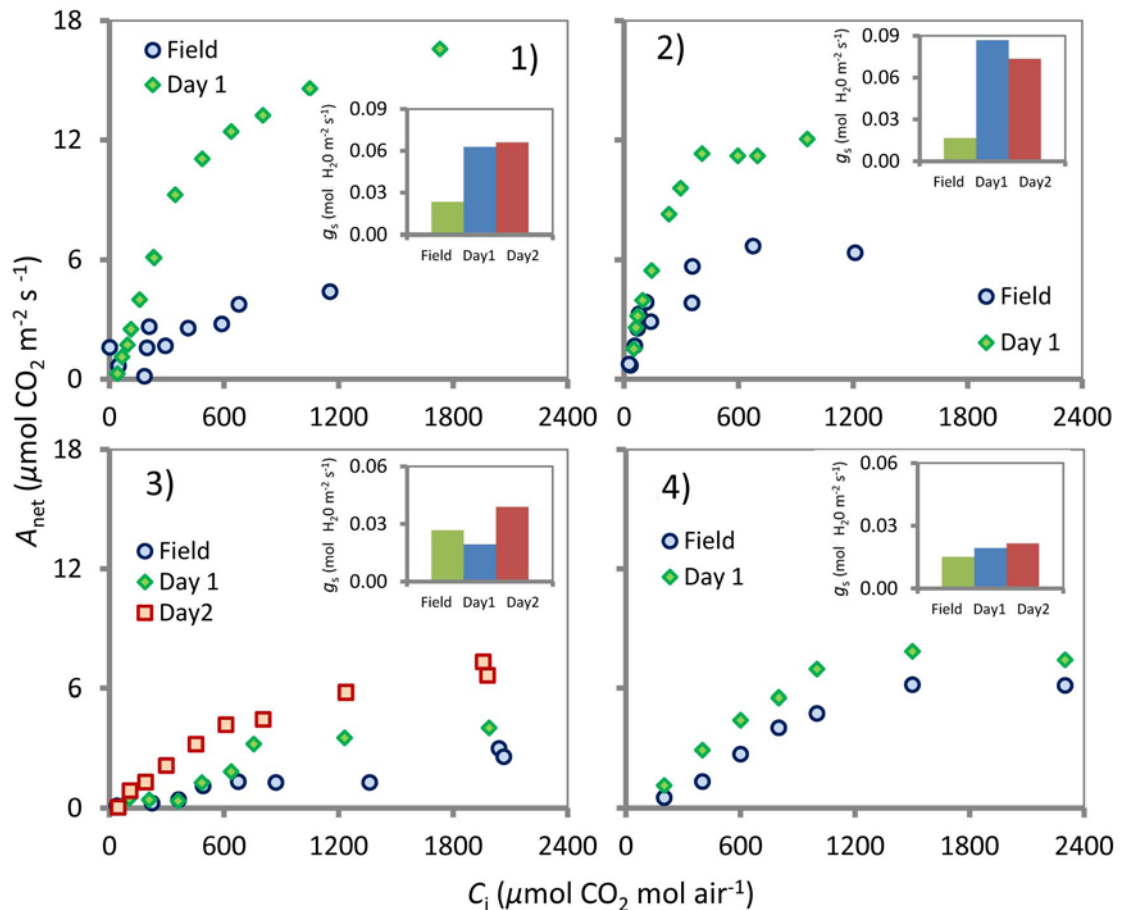 18
12
6
0
0 600 1200 1800 2400
Field
Day 1
1)
0.09
0.06
0.03
0.00
gs (mol H20 m-2 s-1)
Field Day1 Day2
2)
0.09
0.06
0.03
0.00
gs (mol H20 m-2 s-1)
Field Day1 Day2
Field
Day 1
0 600 1200 1800 2400
Anet (μmol CO2 m-2 s-1)
18
12
6
0
0 600 1200 1800 2400
3)
Field
Day 1
Day2
0.06
0.03
0.00
gs (mol H20 m-2 s-1)
Field Day1 Day2
4)
Field
Day 1
0.06
0.03
0.00
gs (mol H20 m-2 s-1)
Field Day1 Day2
0 600 1200 1800 2400
Ci (μmol CO2 mol air-1)